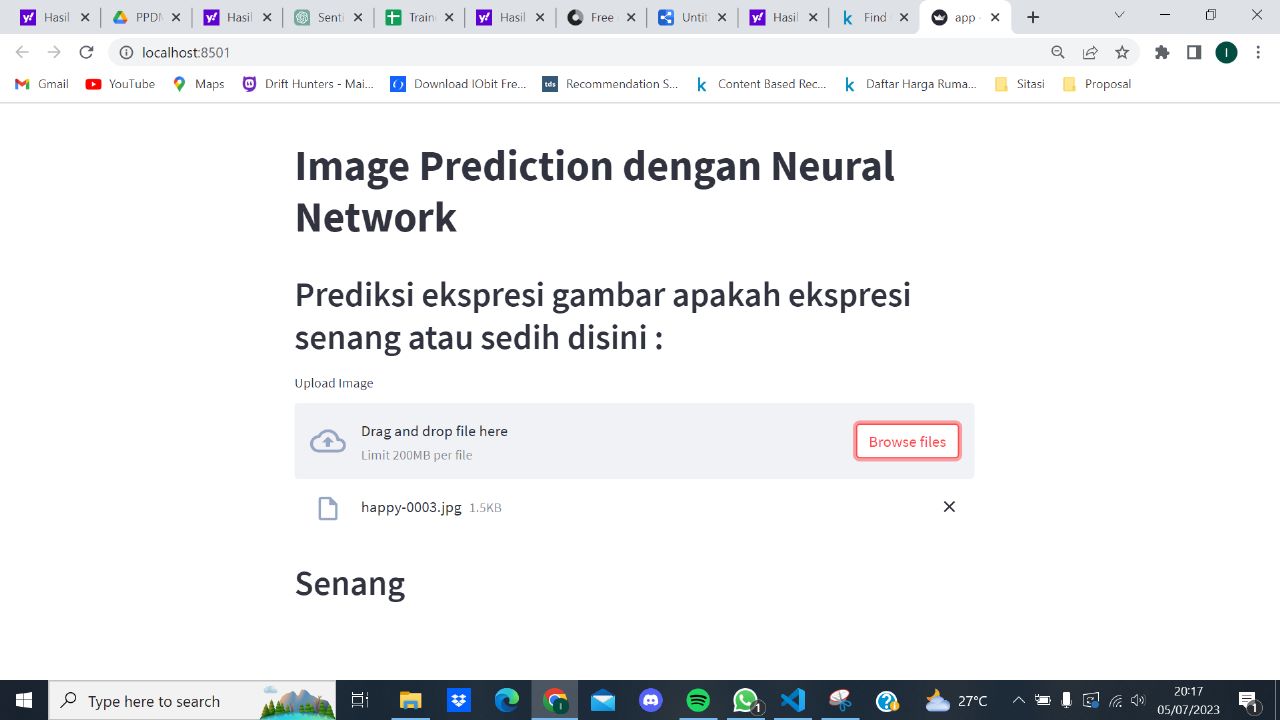 Hasil
PPDM
Hasil
Senti
Traine
Hasil
Free
Untit
Hasil
Find
app
localhost:8501
I
Gmail
YouTube
Maps
Drift Hunters - Mai...
Download IObit Fre...
tds
Recommendation S...
Content Based Rec...
Daftar Harga Ruma...
Sitasi
Proposal
Image Prediction dengan Neural
Network
Prediksi ekspresi gambar apakah ekspresi
senang atau sedih disini :
Upload Image
Drag and drop file here
Limit 200MB per file
Browse files
happy-0003.jpg 1.5KB
Senang
Type here to search
27°C
20:17
05/07/2023